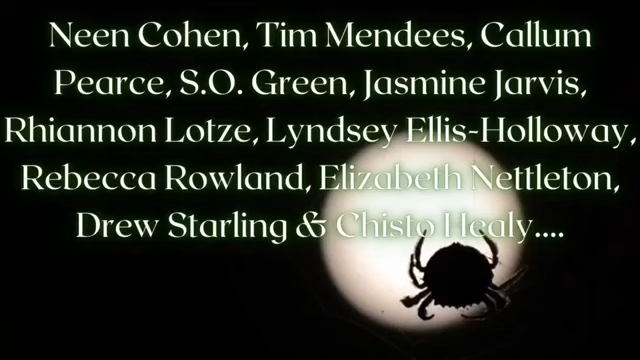 Neen Cohen, Tim Mendees, Callum
Pearce, S.O. Green, Jasmine Jarvis,
Rhiannon Lotze, Lyndsey Ellis-Holloway,
Rebecca Rowland, Elizabeth Nettleton,
Drew Starling & Chisto Healy....